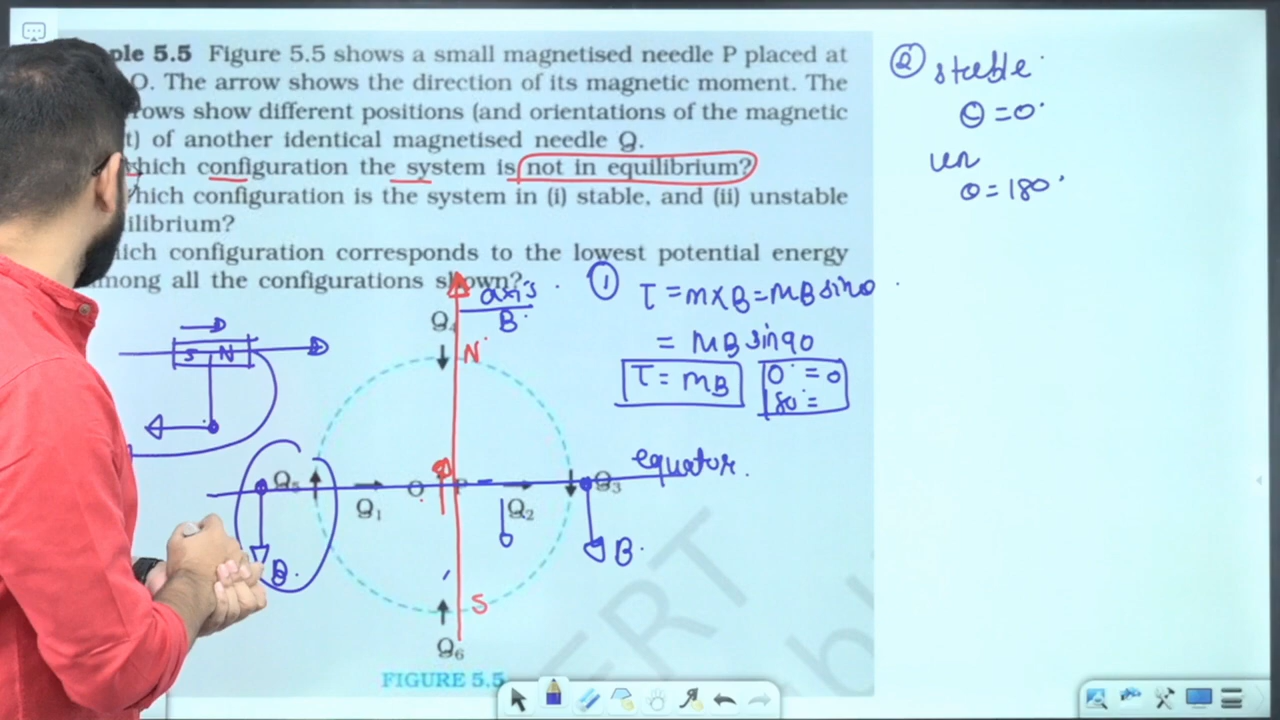 ple 5.5 Figure 5.5 shows a small magnetised needle P placed at
O. The arrow shows the direction of its magnetic moment. The
rows show different positions (and orientations of the magnetic
t) of another identical magnetised needle Q.
hich configuration the system is not in equilibrium?
hich configuration is the system in (i) stable, and (ii) unstable
ilibrium?
ich configuration corresponds to the lowest potential energy
mong all the configurations shown?
② stable
θ = 0°
un
θ = 180°
① τ = m×B = MB sinθ
= MB sin90
τ = MB
0° = 0
180° =
axis
B
Q₄
N
S N
equator.
Q₅
Q₁
O
P
Q₂
Q₃
B
B
S
Q₆
FIGURE 5.5
ERT